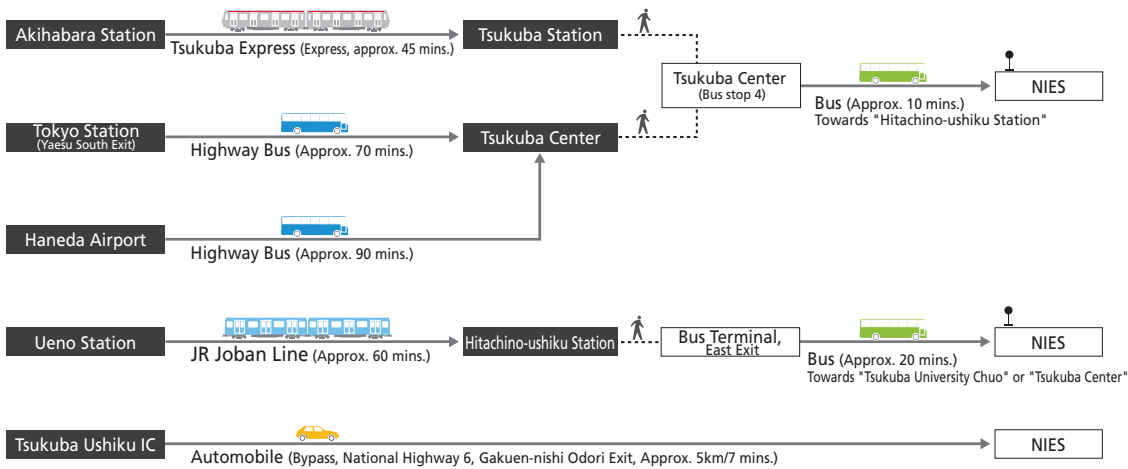 Akihabara Station
Tsukuba Express (Express, approx. 45 mins.)
Tsukuba Station
Tsukuba Center
(Bus stop 4)
Bus (Approx. 10 mins.)
Towards "Hitachino-ushiku Station"
NIES
Tokyo Station
(Yaesu South Exit)
Highway Bus (Approx. 70 mins.)
Tsukuba Center
Haneda Airport
Highway Bus (Approx. 90 mins.)
Ueno Station
JR Joban Line (Approx. 60 mins.)
Hitachino-ushiku Station
Bus Terminal,
East Exit
Bus (Approx. 20 mins.)
Towards "Tsukuba University Chuo" or "Tsukuba Center"
NIES
Tsukuba Ushiku IC
Automobile (Bypass, National Highway 6, Gakuen-nishi Odori Exit, Approx. 5km/7 mins.)
NIES